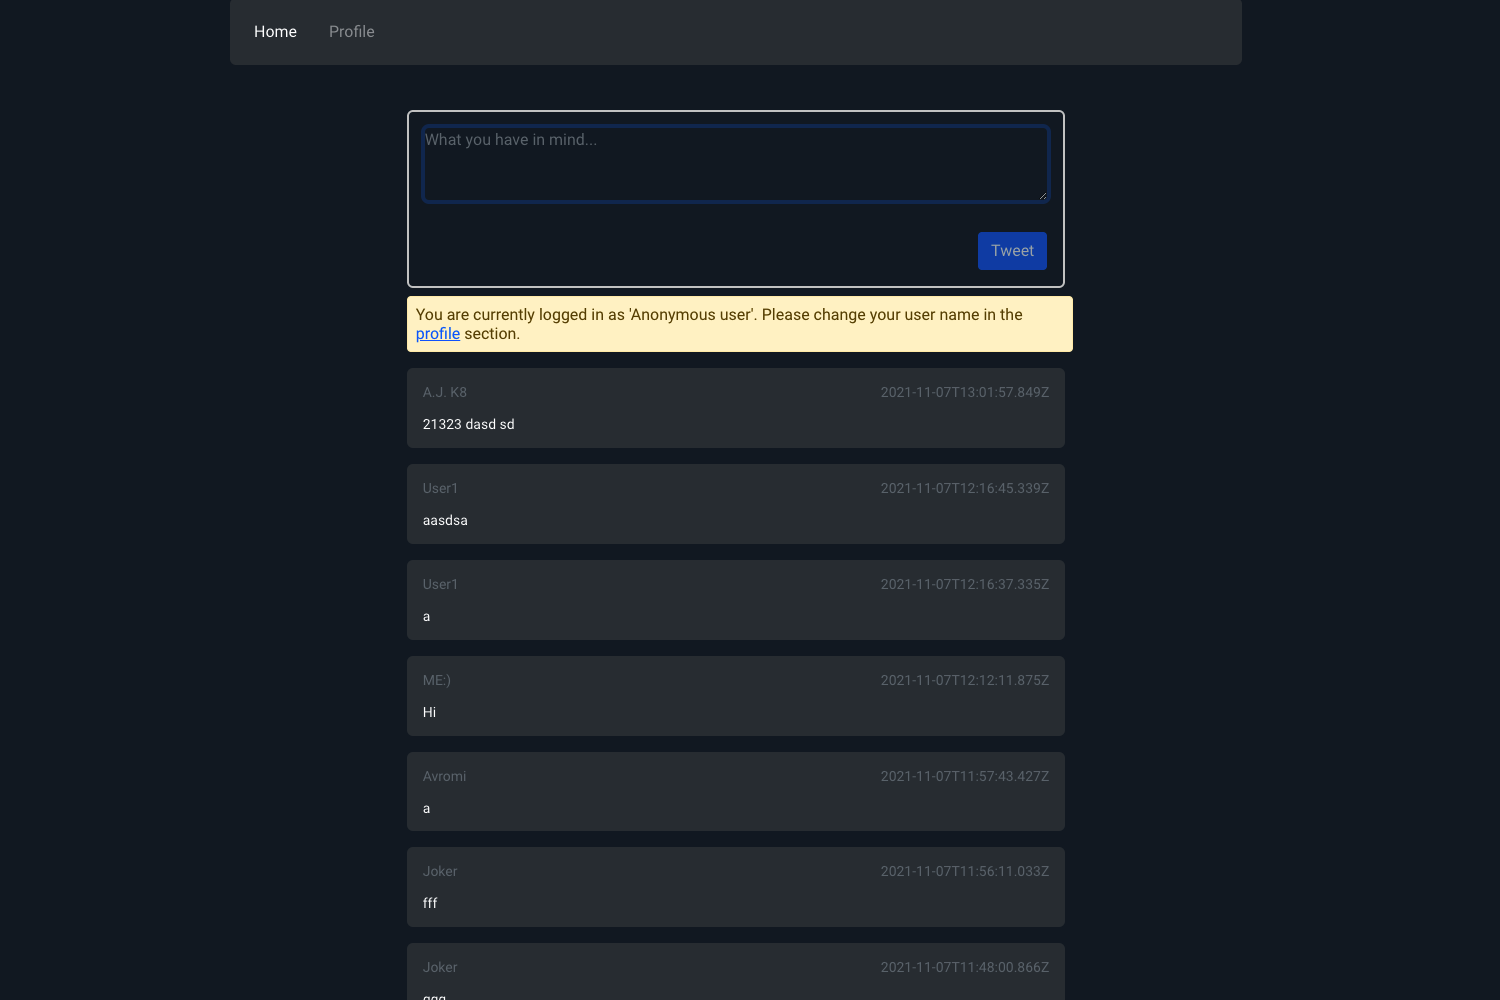 Home Profile
What you have in mind...
Tweet
You are currently logged in as 'Anonymous user'. Please change your user name in the
profile section.
A.J. K8 2021-11-07T13:01:57.849Z
21323 dasd sd
User1 2021-11-07T12:16:45.339Z
aasdsa
User1 2021-11-07T12:16:37.335Z
a
ME:) 2021-11-07T12:12:11.875Z
Hi
Avromi 2021-11-07T11:57:43.427Z
a
Joker 2021-11-07T11:56:11.033Z
fff
Joker 2021-11-07T11:48:00.866Z